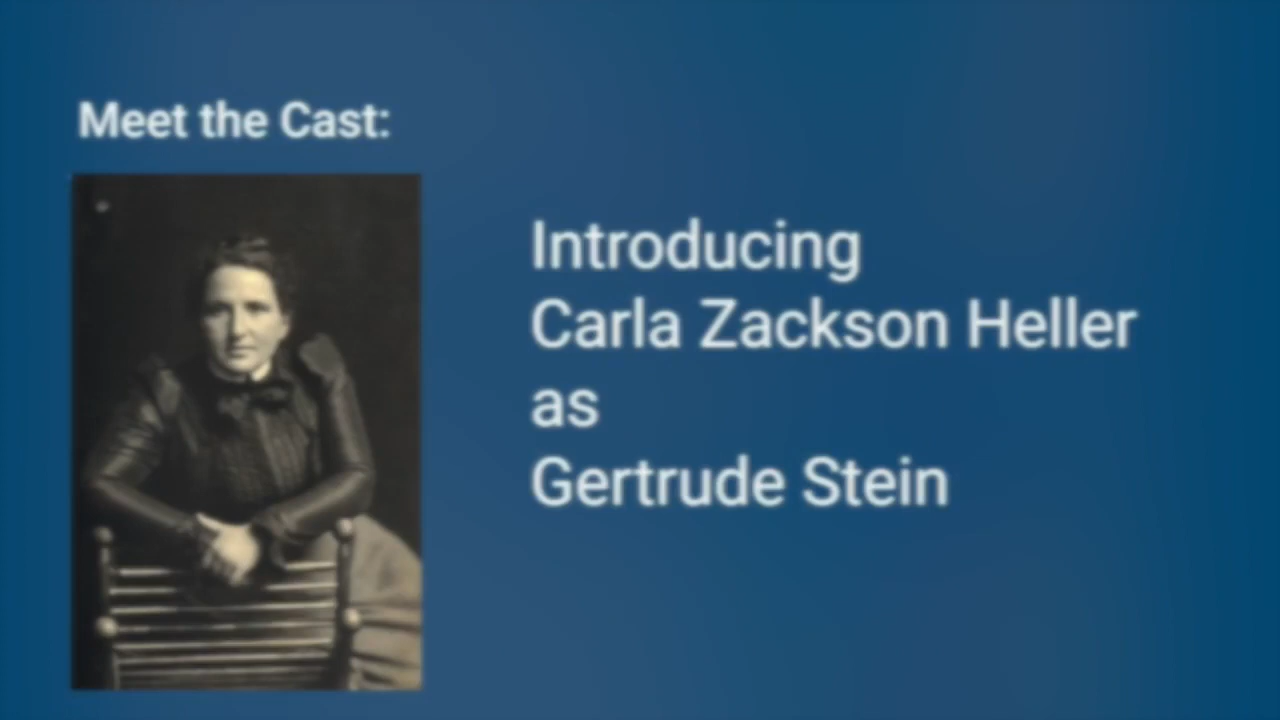 Meet the Cast:
Introducing
Carla Zackson Heller
as
Gertrude Stein